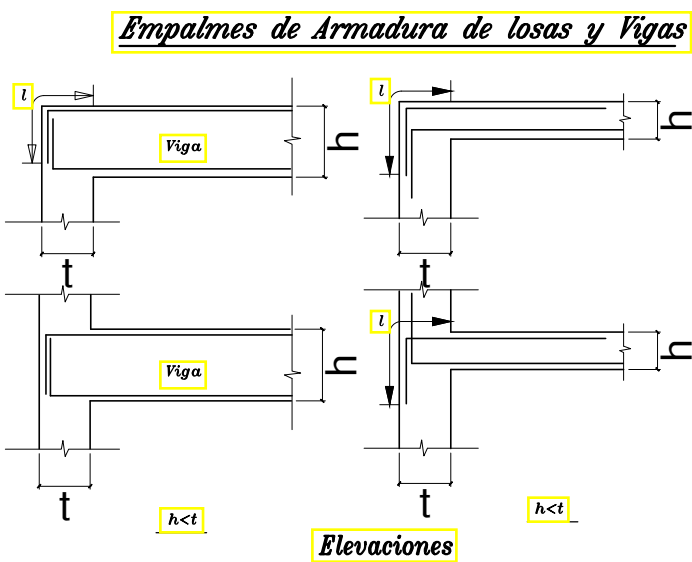 Empalmes de Armadura de losas y Vigas
l
l
Viga
h
h
t
t
l
Viga
h
h
t
t
h<t
h<t
Elevaciones